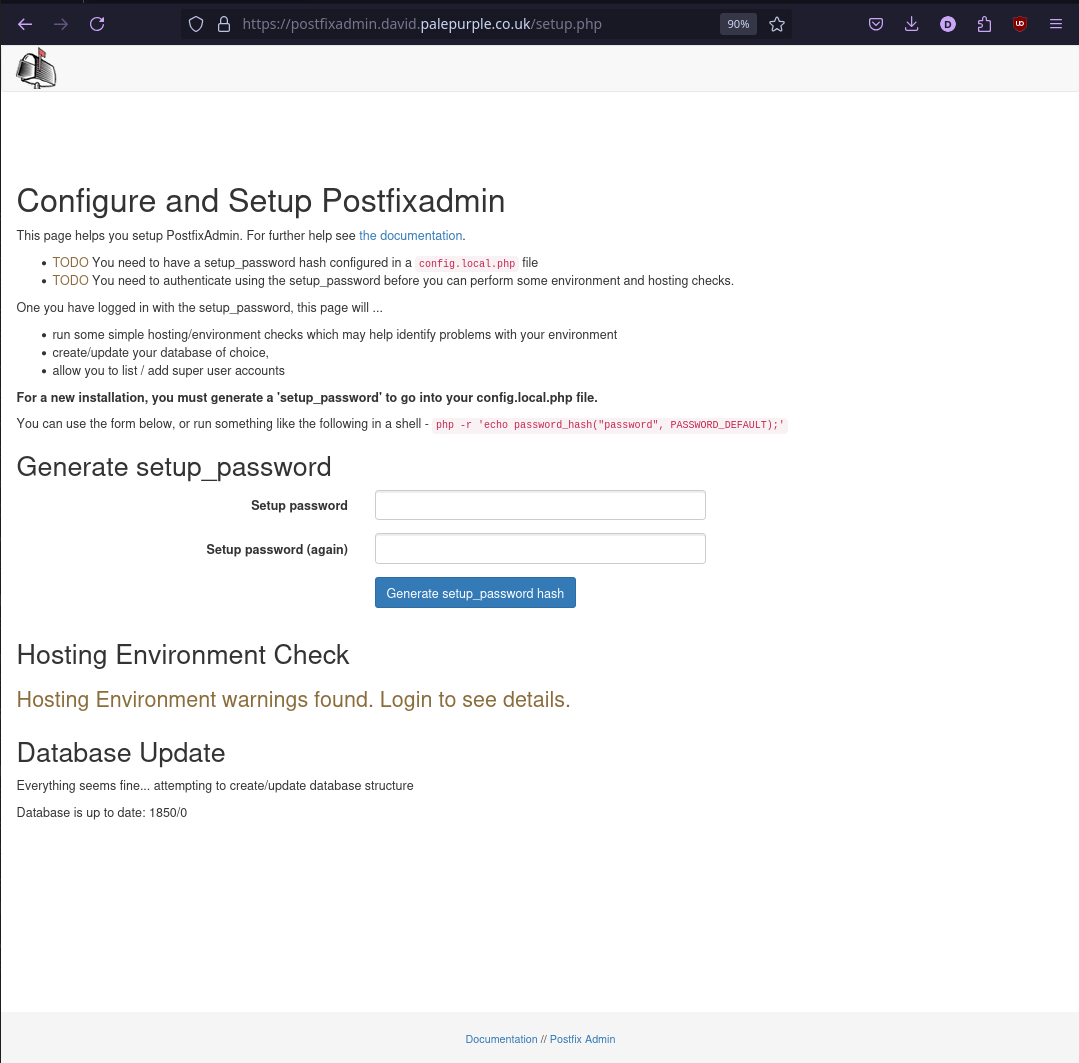 https://postfixadmin.david.palepurple.co.uk/setup.php 90% D UD
Configure and Setup Postfixadmin
This page helps you setup PostfixAdmin. For further help see the documentation.
• TODO You need to have a setup_password hash configured in a config.local.php file
• TODO You need to authenticate using the setup_password before you can perform some environment and hosting checks.
One you have logged in with the setup_password, this page will ...
• run some simple hosting/environment checks which may help identify problems with your environment
• create/update your database of choice,
• allow you to list / add super user accounts
For a new installation, you must generate a 'setup_password' to go into your config.local.php file.
You can use the form below, or run something like the following in a shell - php -r 'echo password_hash("password", PASSWORD_DEFAULT);'
Generate setup_password
Setup password
Setup password (again)
Generate setup_password hash
Hosting Environment Check
Hosting Environment warnings found. Login to see details.
Database Update
Everything seems fine... attempting to create/update database structure
Database is up to date: 1850/0
Documentation // Postfix Admin